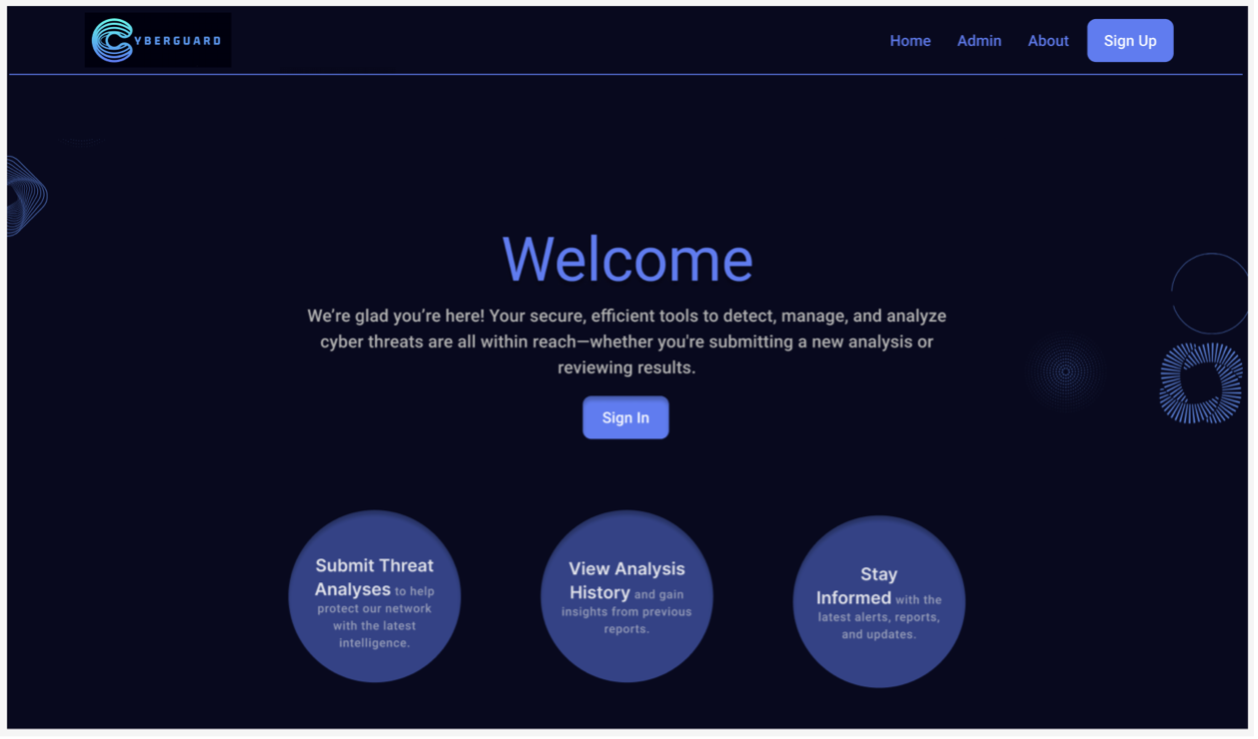 CYBERGUARD
Home
Admin
About
Sign Up
Welcome
We're glad you're here! Your secure, efficient tools to detect, manage, and analyze
cyber threats are all within reach—whether you're submitting a new analysis or
reviewing results.
Sign In
Submit Threat
Analyses to help
protect our network
with the latest
intelligence.
View Analysis
History and gain
insights from previous
reports.
Stay
Informed with the
latest alerts, reports,
and updates.